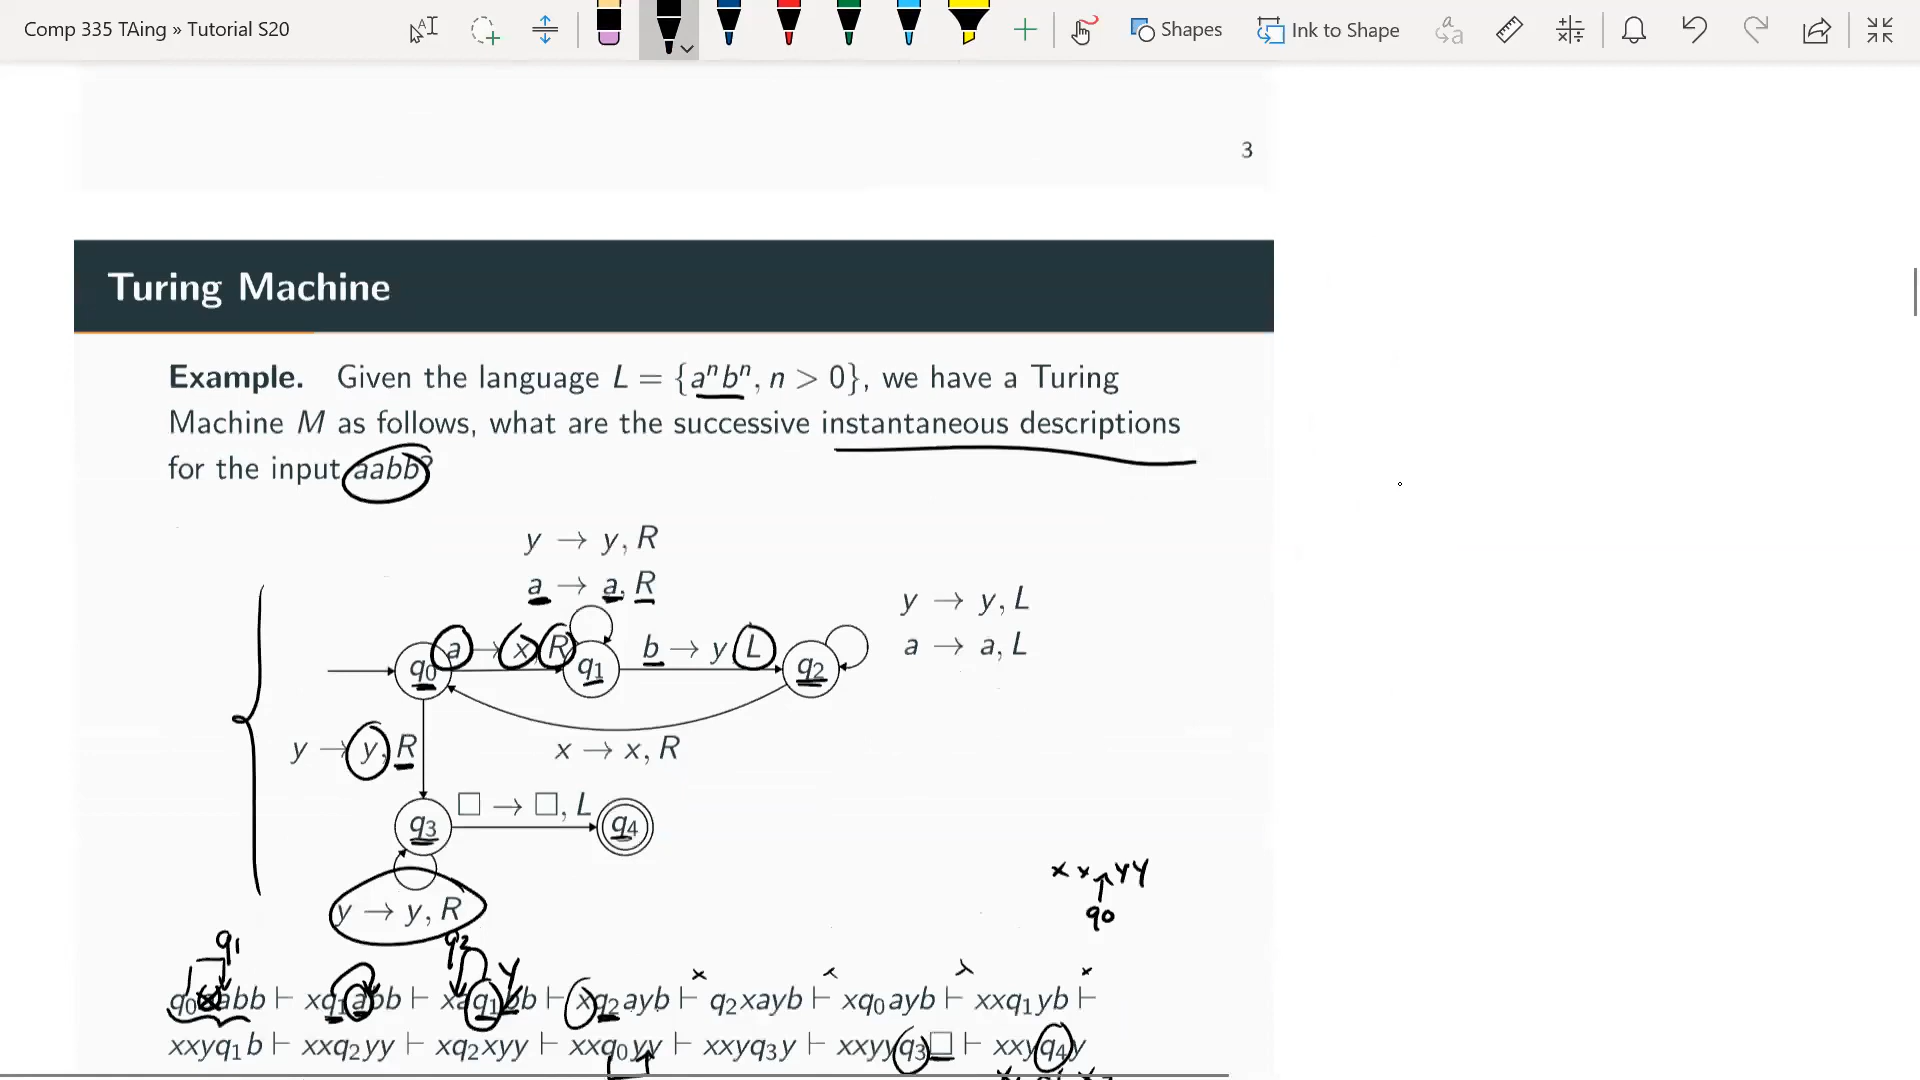 Comp 335 TAing » Tutorial S20
Shapes
Ink to Shape
3
Turing Machine
Example. Given the language L = {aⁿbⁿ, n > 0}, we have a Turing
Machine M as follows, what are the successive instantaneous descriptions
for the input aabb?
y → y, R
a → a, R
y → y, L
a → a, L
a → x, R
b → y, L
q0
q1
q2
y → y, R
x → x, R
□ → □, L
q3
q4
y → y, R
x x yy
q0
q1
q2
y
q0aabb ⊢ xq1abb ⊢ xaq1bb ⊢ xq2ayb ⊢ q2xayb ⊢ xq0ayb ⊢ xxq1yb ⊢
xxyq1b ⊢ xxq2yy ⊢ xq2xyy ⊢ xxq0yy ⊢ xxyq3y ⊢ xxyyq3□ ⊢ xxyq4y